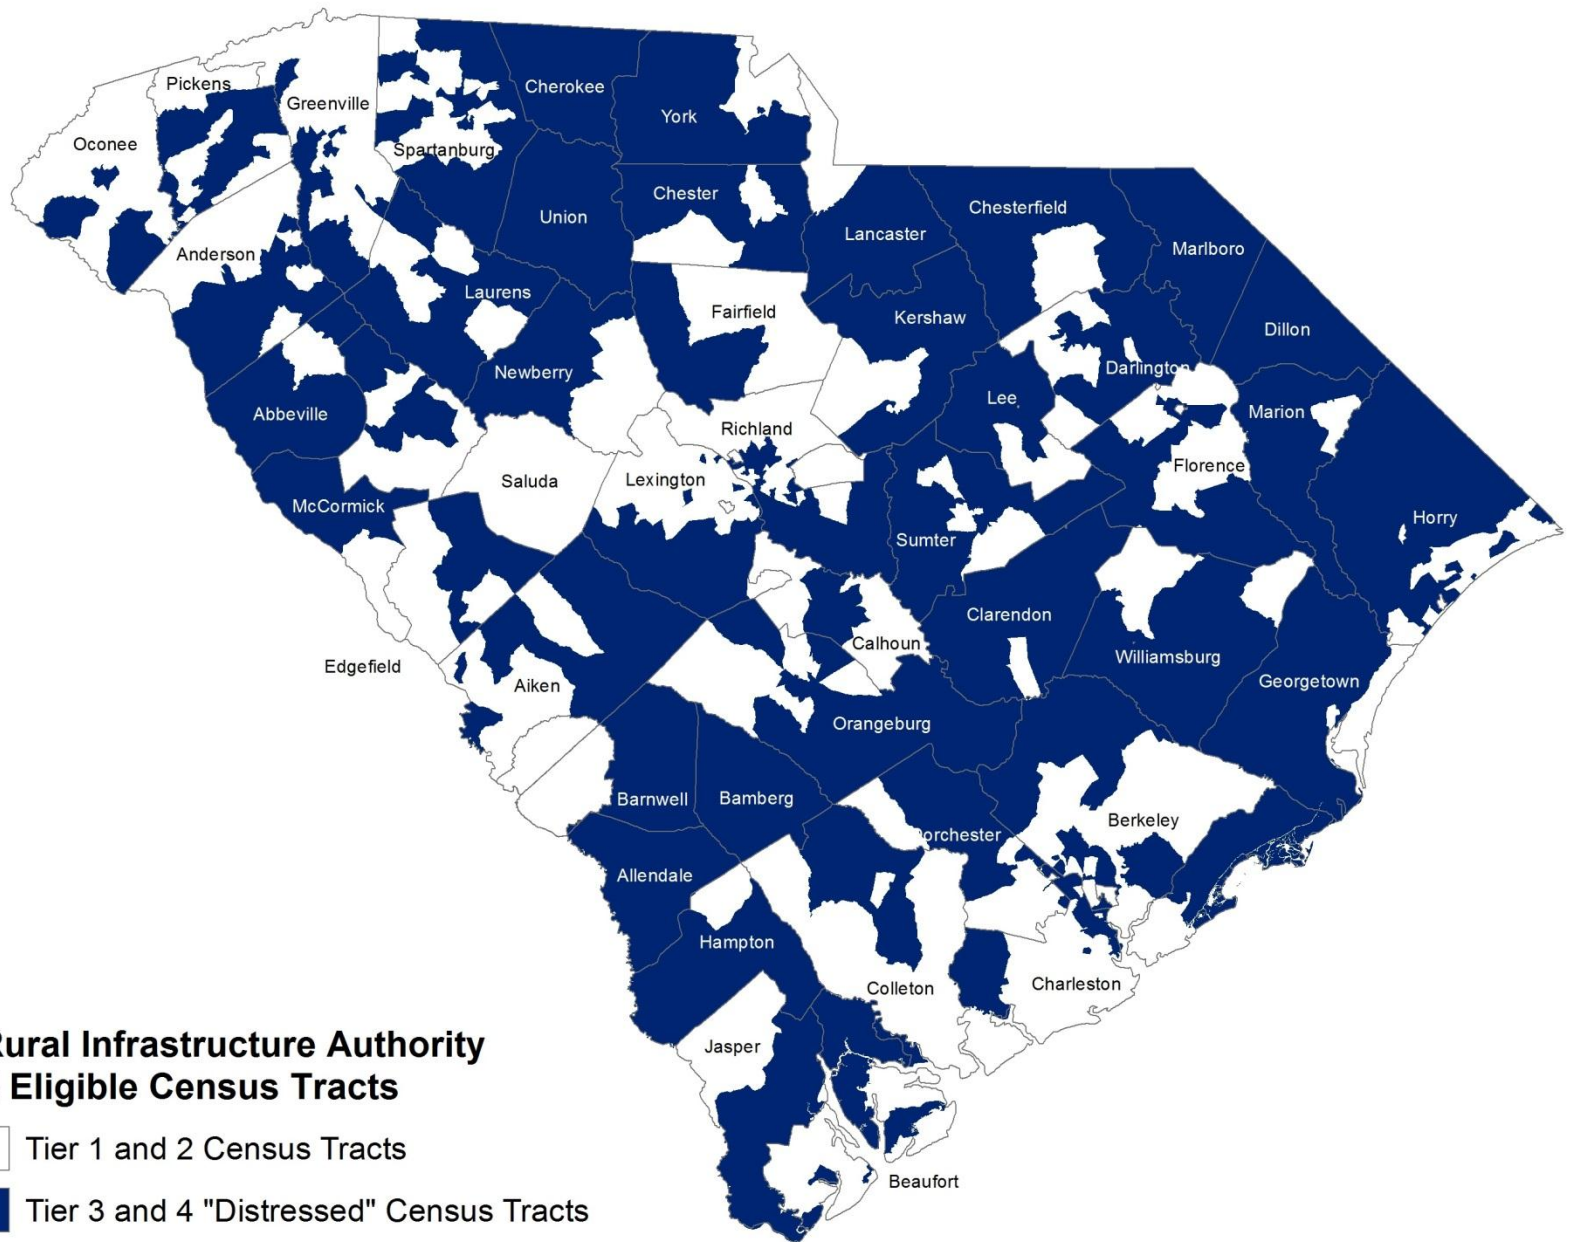 Pickens
Greenville
Oconee
Cherokee
York
Spartanburg
Chester
Union
Chesterfield
Lancaster
Marlboro
Anderson
Laurens
Fairfield
Kershaw
Dillon
Newberry
Darlington
Lee
Marion
Abbeville
Richland
Florence
Saluda
Lexington
McCormick
Horry
Sumter
Clarendon
Calhoun
Williamsburg
Edgefield
Aiken
Georgetown
Orangeburg
Barnwell
Bamberg
Berkeley
orchester
Allendale
Hampton
Colleton
Charleston
Jasper
Beaufort
Rural Infrastructure Authority
Eligible Census Tracts
Tier 1 and 2 Census Tracts
Tier 3 and 4 "Distressed" Census Tracts